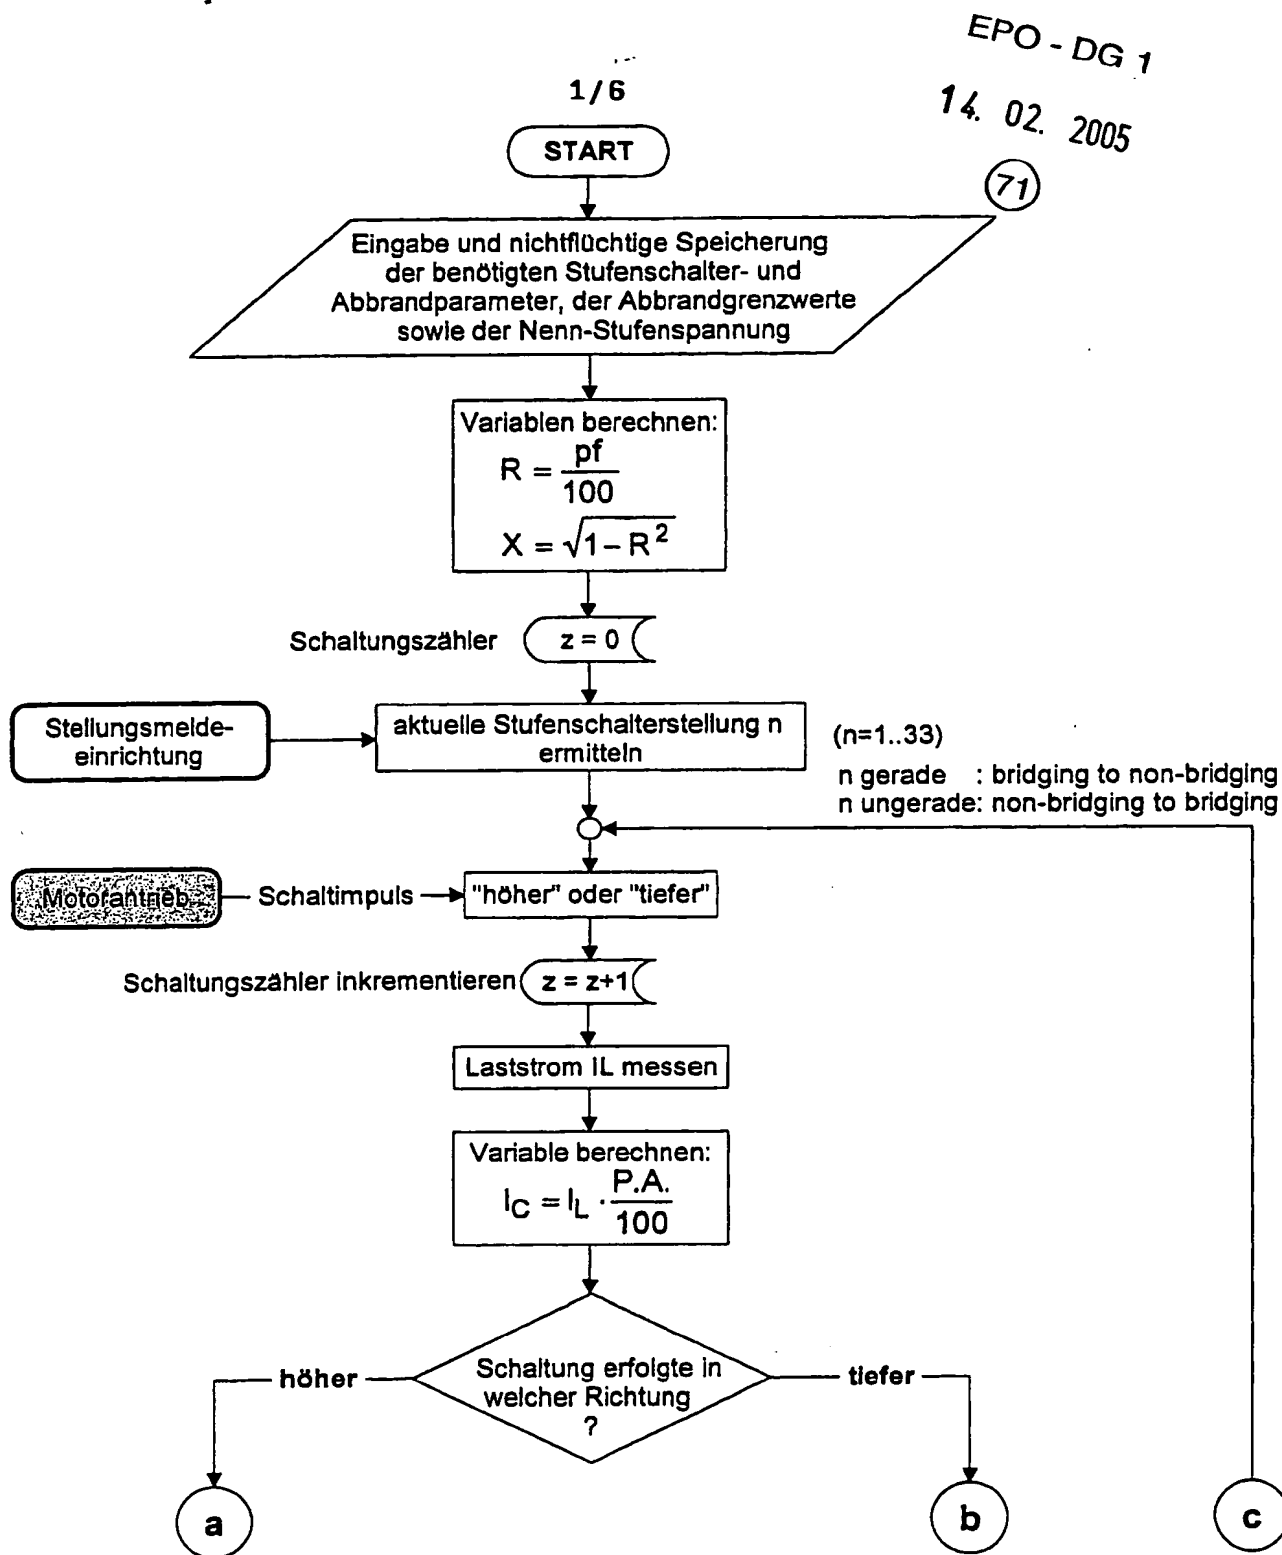 EPO - DG 1
1/6
14. 02. 2005
71
START
Eingabe und nichtflüchtige Speicherung
der benötigten Stufenschalter- und
Abbrandparameter, der Abbrandgrenzwerte
sowie der Nenn-Stufenspannung
Variablen berechnen:
R = pf/100
X = √1 – R²
Schaltungszähler
z = 0
Stellungsmelde-
einrichtung
aktuelle Stufenschalterstellung n
ermitteln
(n=1..33)
n gerade : bridging to non-bridging
n ungerade: non-bridging to bridging
Motorantrieb
Schaltimpuls
"höher" oder "tiefer"
Schaltungszähler inkrementieren
z = z+1
Laststrom IL messen
Variable berechnen:
I_C = I_L · P.A./100
höher
Schaltung erfolgte in
welcher Richtung
?
tiefer
a
b
c